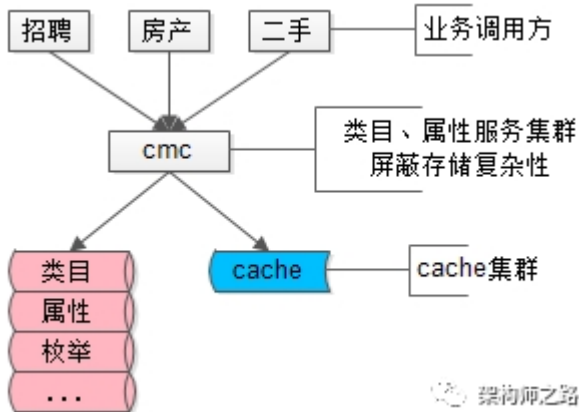 招聘
房产
二手
业务调用方
cmc
类目、属性服务集群
屏蔽存储复杂性
类目
属性
枚举
...
cache
cache集群
架构师之路